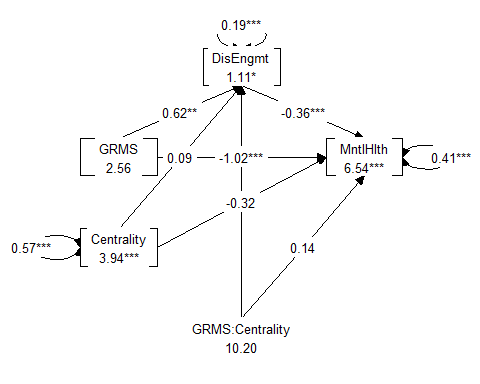 0.19***
DisEngmt
1.11*
0.62**
-0.36***
GRMS
2.56
0.09
-1.02***
MntlHlth
6.54***
0.41***
-0.32
Centrality
3.94***
0.57***
0.14
GRMS:Centrality
10.20